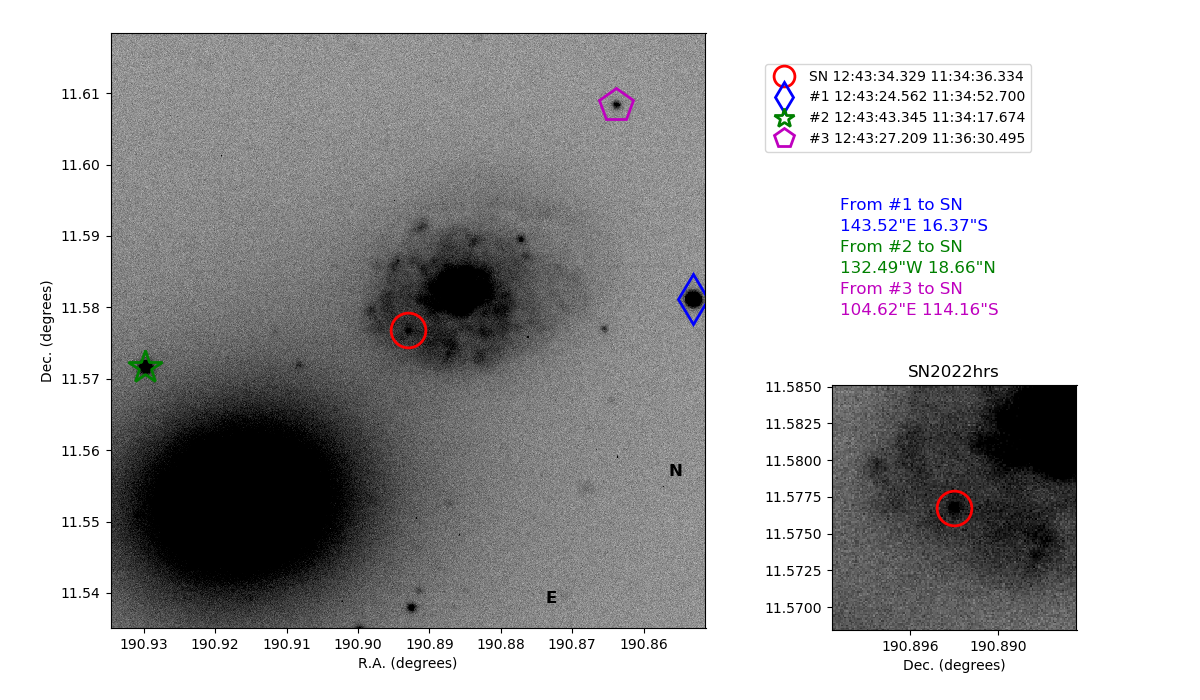 11.61
11.60
11.59
11.58
11.57
11.56
11.55
11.54
Dec. (degrees)
190.93 190.92 190.91 190.90 190.89 190.88 190.87 190.86
R.A. (degrees)
N
E
SN 12:43:34.329 11:34:36.334
#1 12:43:24.562 11:34:52.700
#2 12:43:43.345 11:34:17.674
#3 12:43:27.209 11:36:30.495
From #1 to SN
143.52"E 16.37"S
From #2 to SN
132.49"W 18.66"N
From #3 to SN
104.62"E 114.16"S
SN2022hrs
11.5850
11.5825
11.5800
11.5775
11.5750
11.5725
11.5700
190.896 190.890
Dec. (degrees)